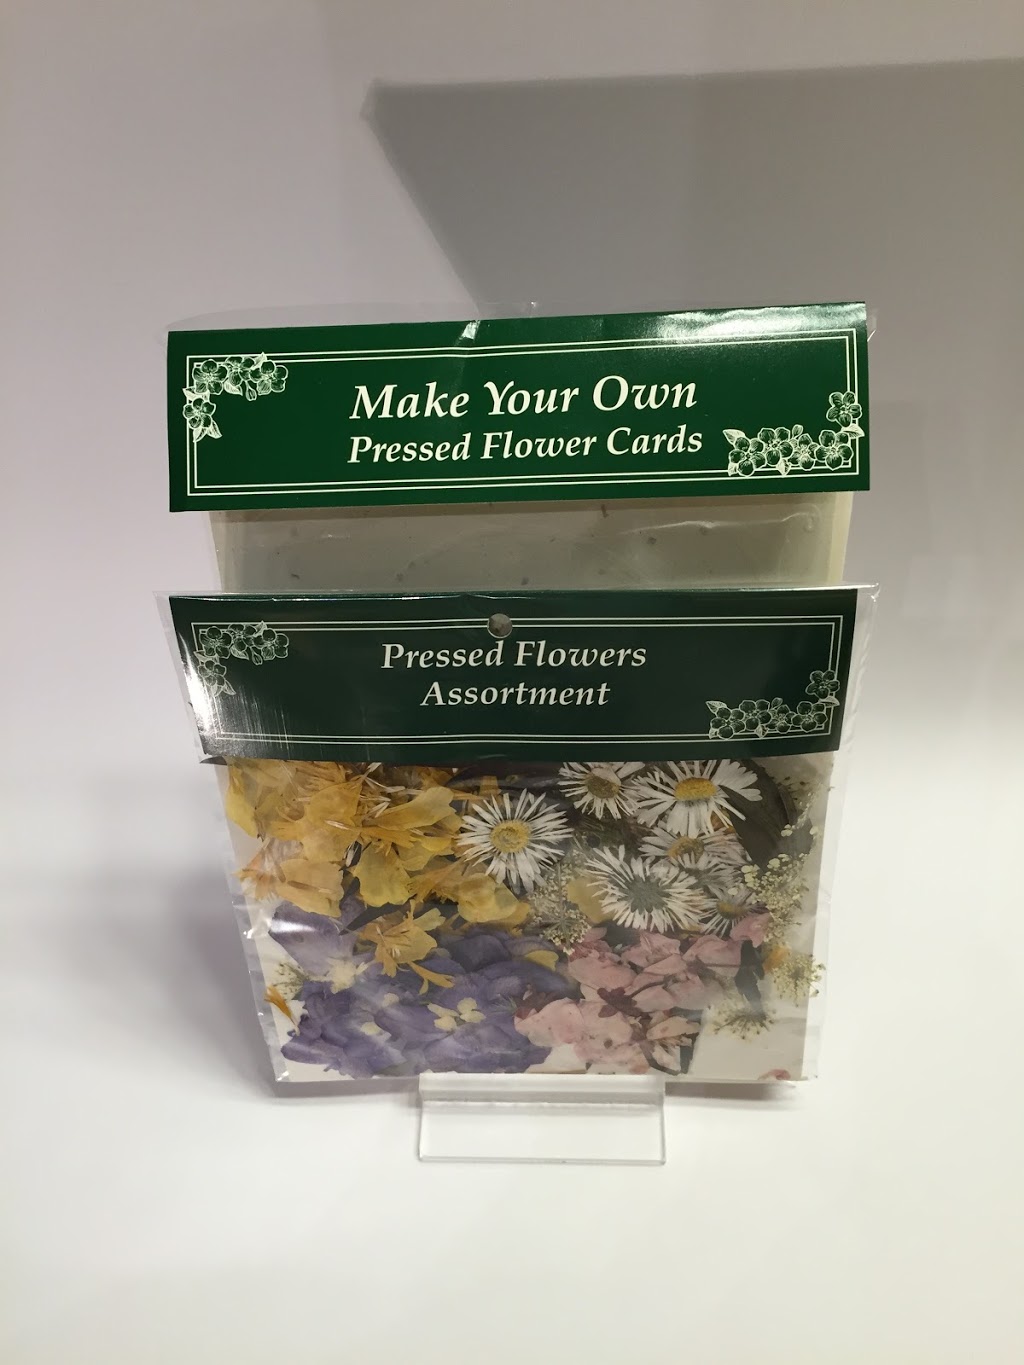 Make Your Own
Pressed Flower Cards
Pressed Flowers
Assortment